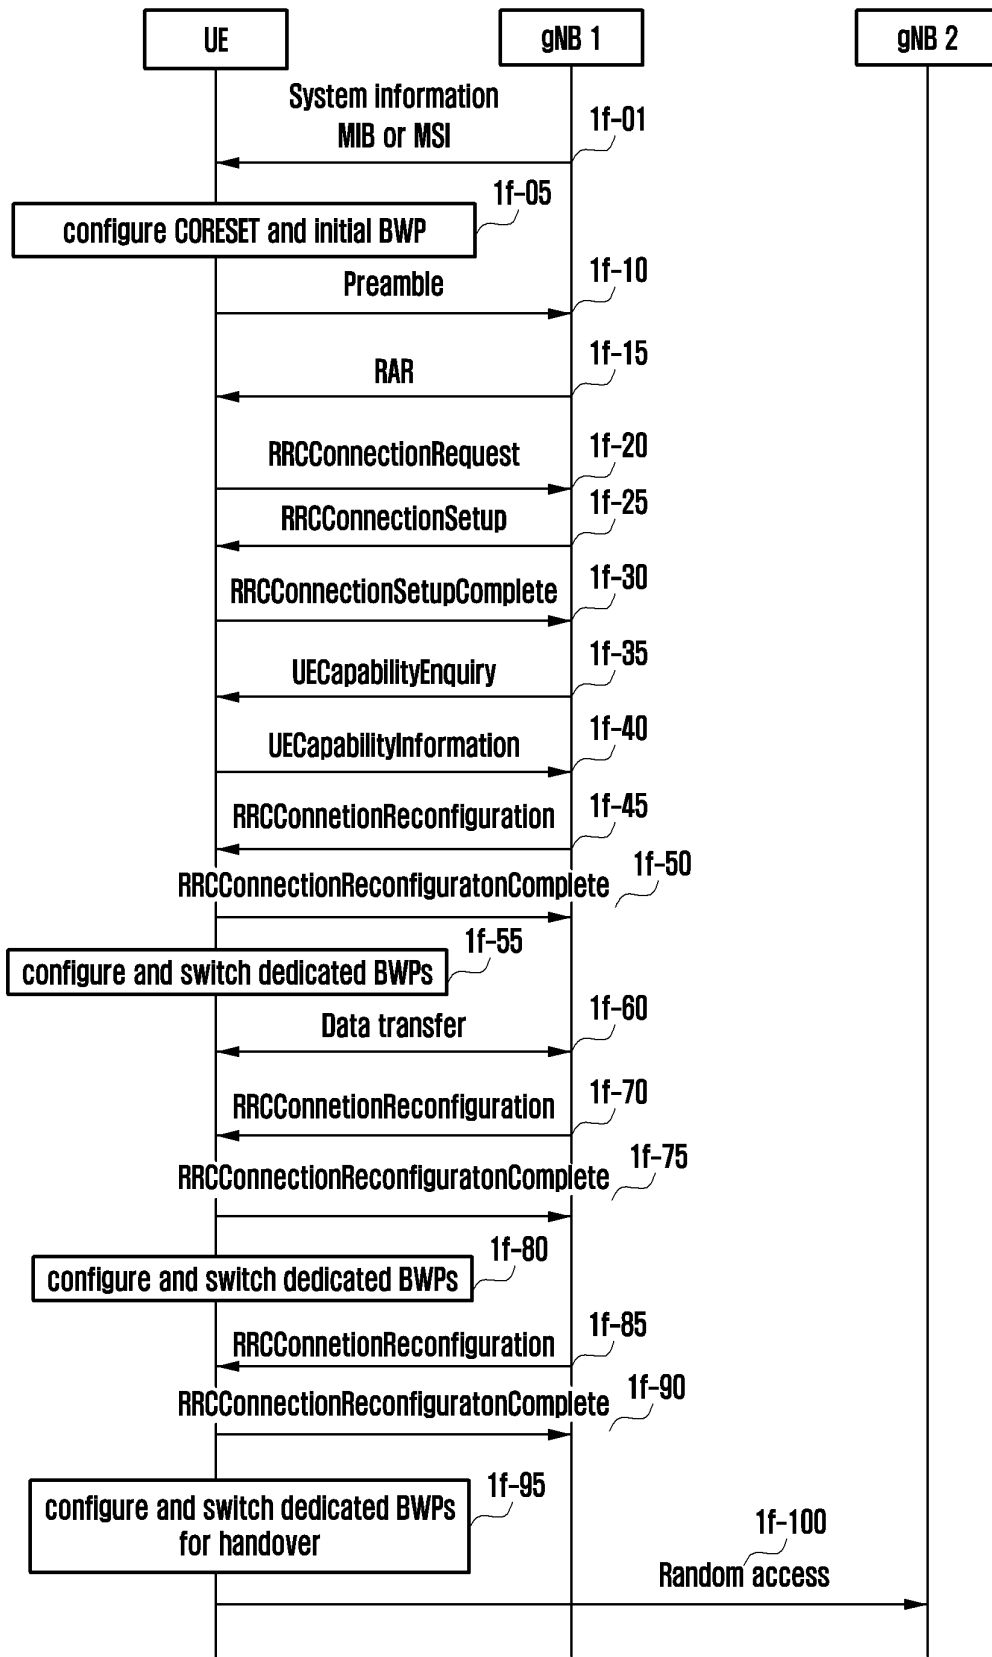 UE
gNB 1
gNB 2
System information
MIB or MSI
1f-01
1f-05
configure CORESET and initial BWP
1f-10
Preamble
1f-15
RAR
1f-20
RRCConnectionRequest
1f-25
RRCConnectionSetup
1f-30
RRCConnectionSetupComplete
1f-35
UECapabilityEnquiry
1f-40
UECapabilityInformation
1f-45
RRCConnetionReconfiguration
1f-50
RRCConnectionReconfiguratonComplete
1f-55
configure and switch dedicated BWPs
1f-60
Data transfer
1f-70
RRCConnetionReconfiguration
1f-75
RRCConnectionReconfiguratonComplete
1f-80
configure and switch dedicated BWPs
1f-85
RRCConnetionReconfiguration
1f-90
RRCConnectionReconfiguratonComplete
1f-95
configure and switch dedicated BWPs
for handover
1f-100
Random access